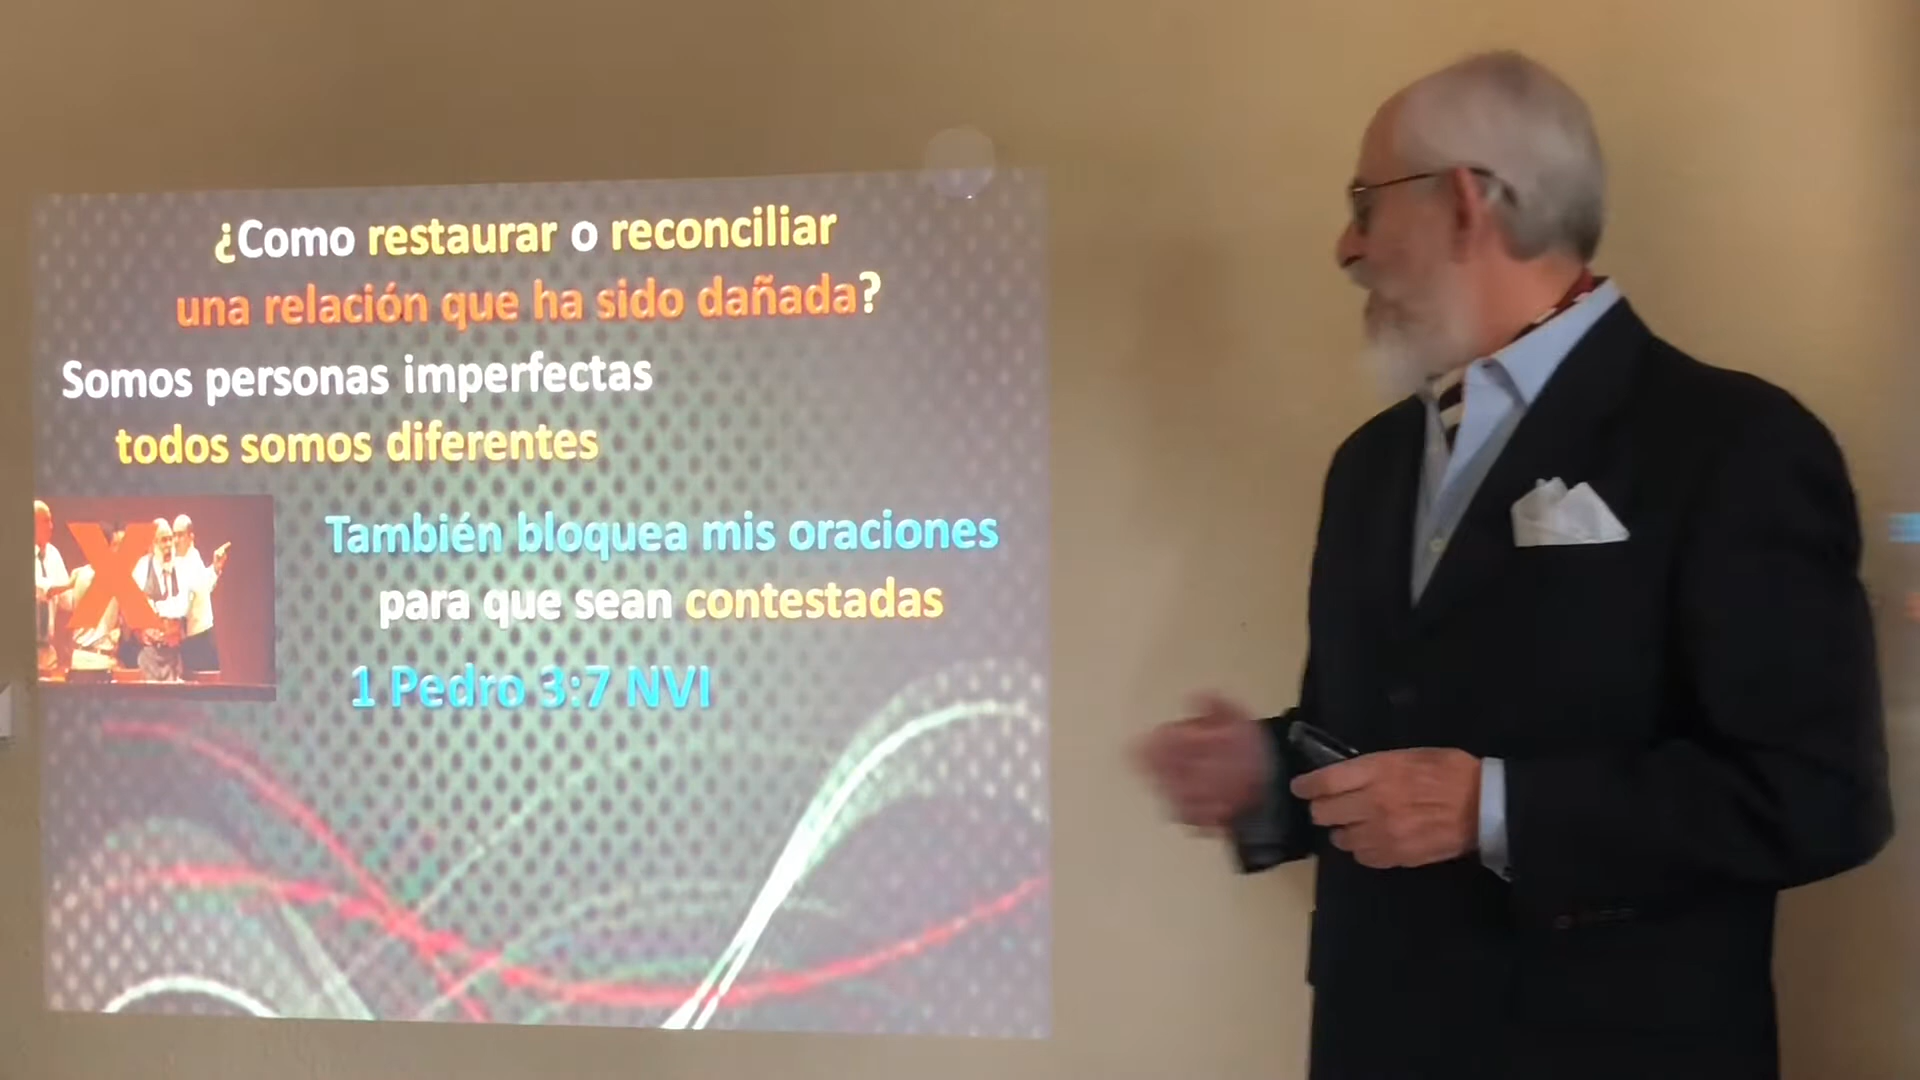 ¿Como restaurar o reconciliar
una relación que ha sido dañada?
Somos personas imperfectas
todos somos diferentes
También bloquea mis oraciones
para que sean contestadas
1 Pedro 3:7 NVI
X